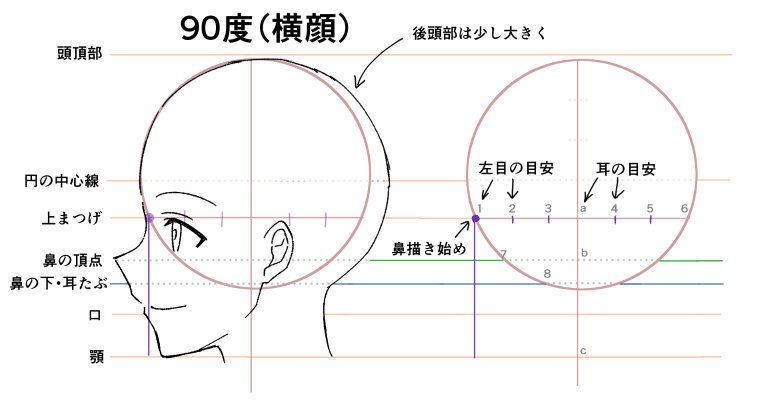 90度(横顔)
後頭部は少し大きく
頭頂部
円の中心線
左目の目安
耳の目安
上まつげ
1 2 3 a 4 5 6
鼻描き始め
鼻の頂点
7 b
鼻の下・耳たぶ
8
口
顎
c